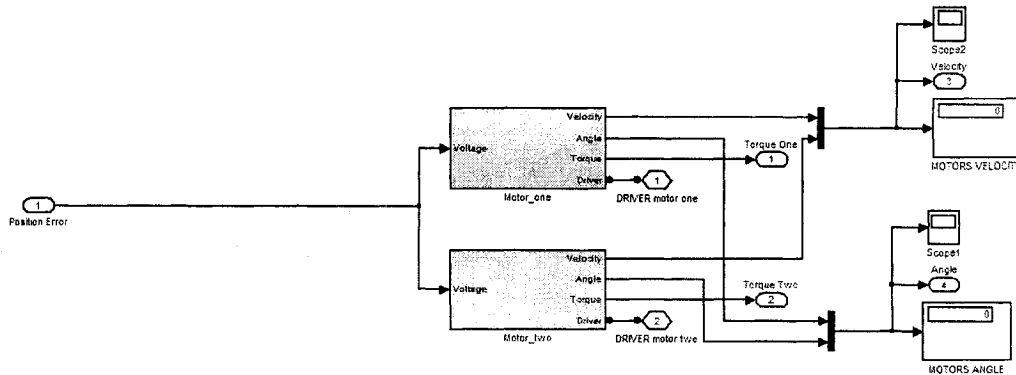 Scope2
Velocity
3
0
MOTORS VELOCIT
Velocity
Angle
Voltage
Torque
Driver
Motor_one
Torque One
1
1
DRIVER motor one
1
Position Error
Velocity
Angle
Voltage
Torque
Driver
Motor_two
Torque Two
2
2
DRIVER motor two
Scope1
Angle
4
0
MOTORS ANGLE